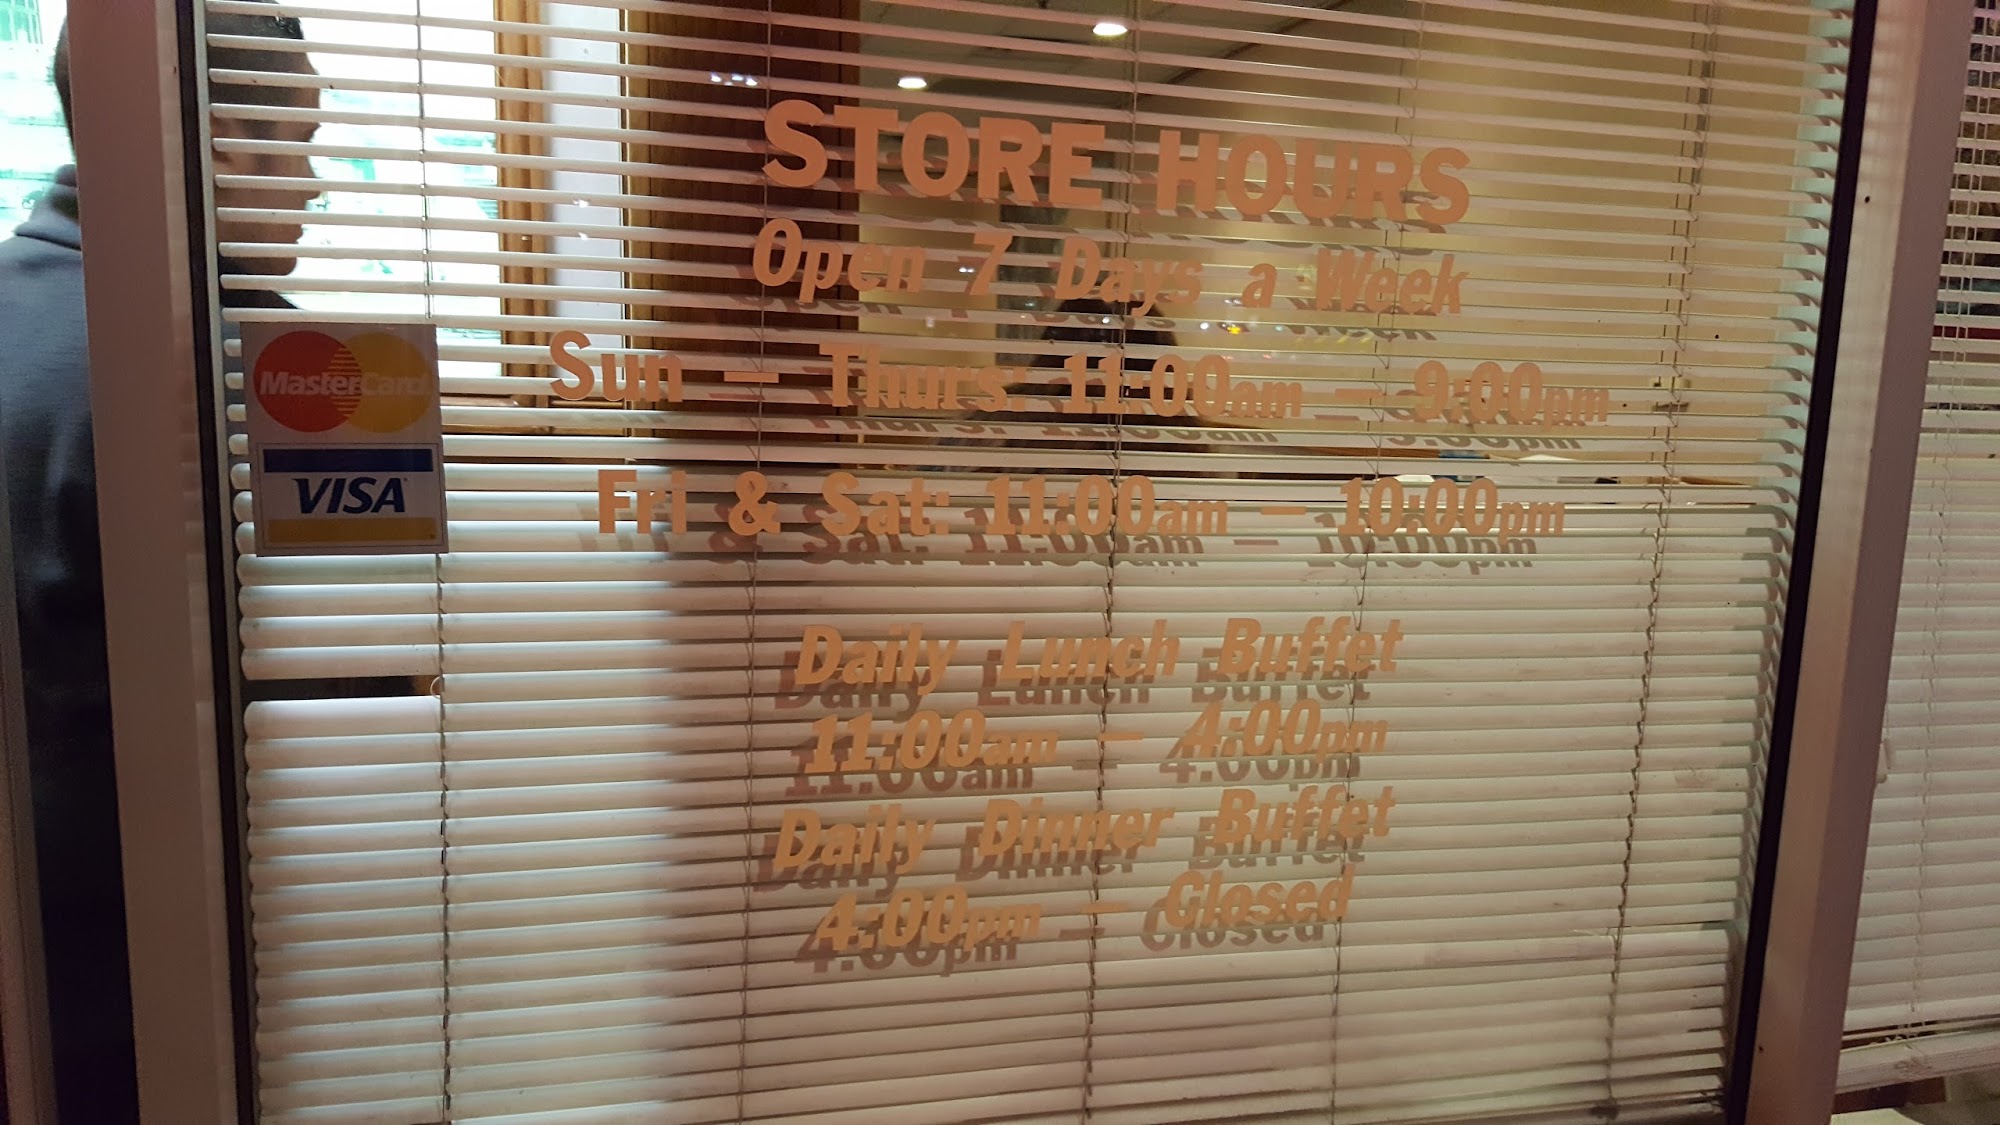 STORE HOURS
Open 7 Days a Week
Sun – Thurs: 11:00am – 9:00pm
Fri & Sat: 11:00am – 10:00pm
MasterCard
VISA
Daily Lunch Buffet
11:00am – 4:00pm
Daily Dinner Buffet
4:00pm – Closed